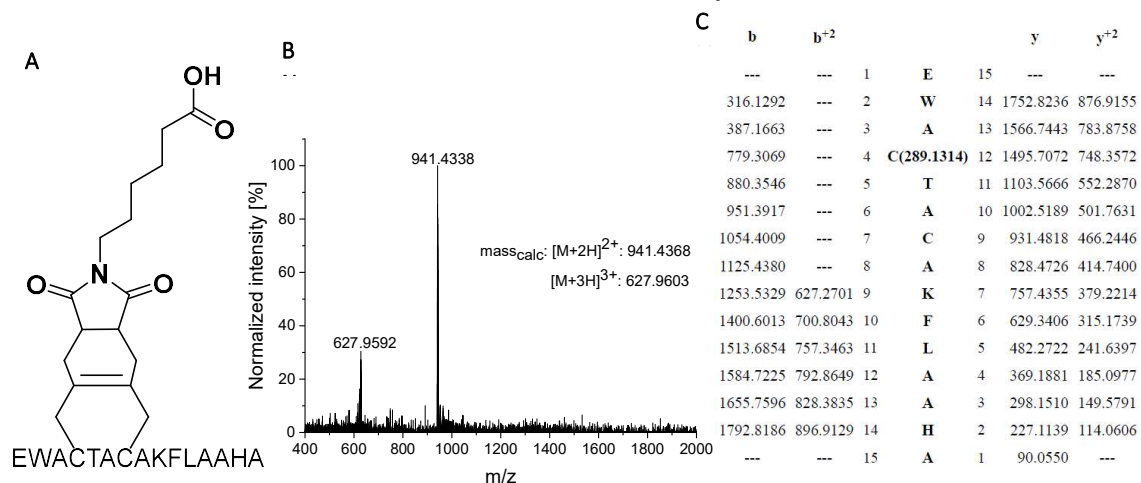 A
OH
O
N
O
O
EWACTACAKFLAAHA
B
Normalized intensity [%]
100
80
60
40
20
0
941.4338
627.9592
mass_calc: [M+2H]2+: 941.4368
[M+3H]3+: 627.9603
400 600 800 1000 1200 1400 1600 1800 2000
m/z
C
b b+2 y y+2
--- --- 1 E 15 --- ---
316.1292 --- 2 W 14 1752.8236 876.9155
387.1663 --- 3 A 13 1566.7443 783.8758
779.3069 --- 4 C(289.1314) 12 1495.7072 748.3572
880.3546 --- 5 T 11 1103.5666 552.2870
951.3917 --- 6 A 10 1002.5189 501.7631
1054.4009 --- 7 C 9 931.4818 466.2446
1125.4380 --- 8 A 8 828.4726 414.7400
1253.5329 627.2701 9 K 7 757.4355 379.2214
1400.6013 700.8043 10 F 6 629.3406 315.1739
1513.6854 757.3463 11 L 5 482.2722 241.6397
1584.7225 792.8649 12 A 4 369.1881 185.0977
1655.7596 828.3835 13 A 3 298.1510 149.5791
1792.8186 896.9129 14 H 2 227.1139 114.0606
--- --- 15 A 1 90.0550 ---